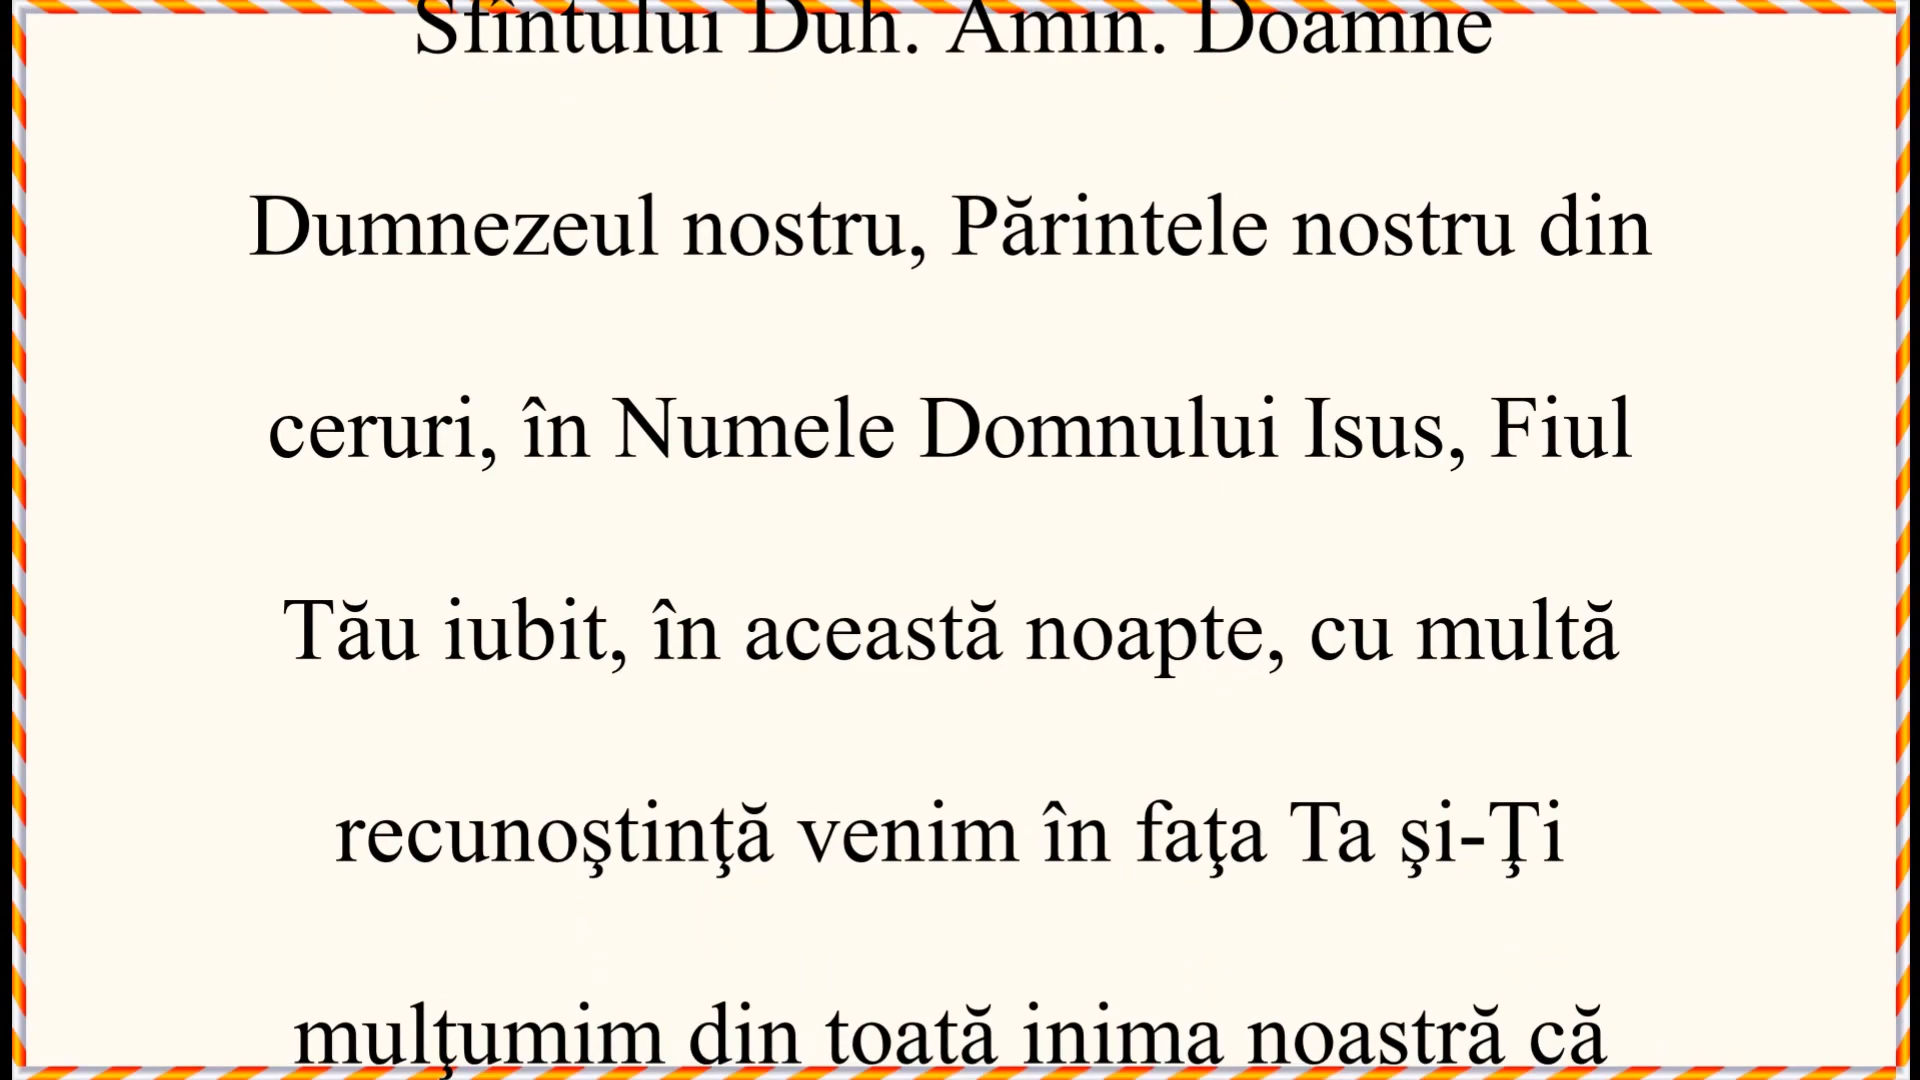 Sfîntului Duh. Amin. Doamne
Dumnezeul nostru, Părintele nostru din
ceruri, în Numele Domnului Isus, Fiul
Tău iubit, în această noapte, cu multă
recunoştinţă venim în faţa Ta şi-Ţi
mulţumim din toată inima noastră că